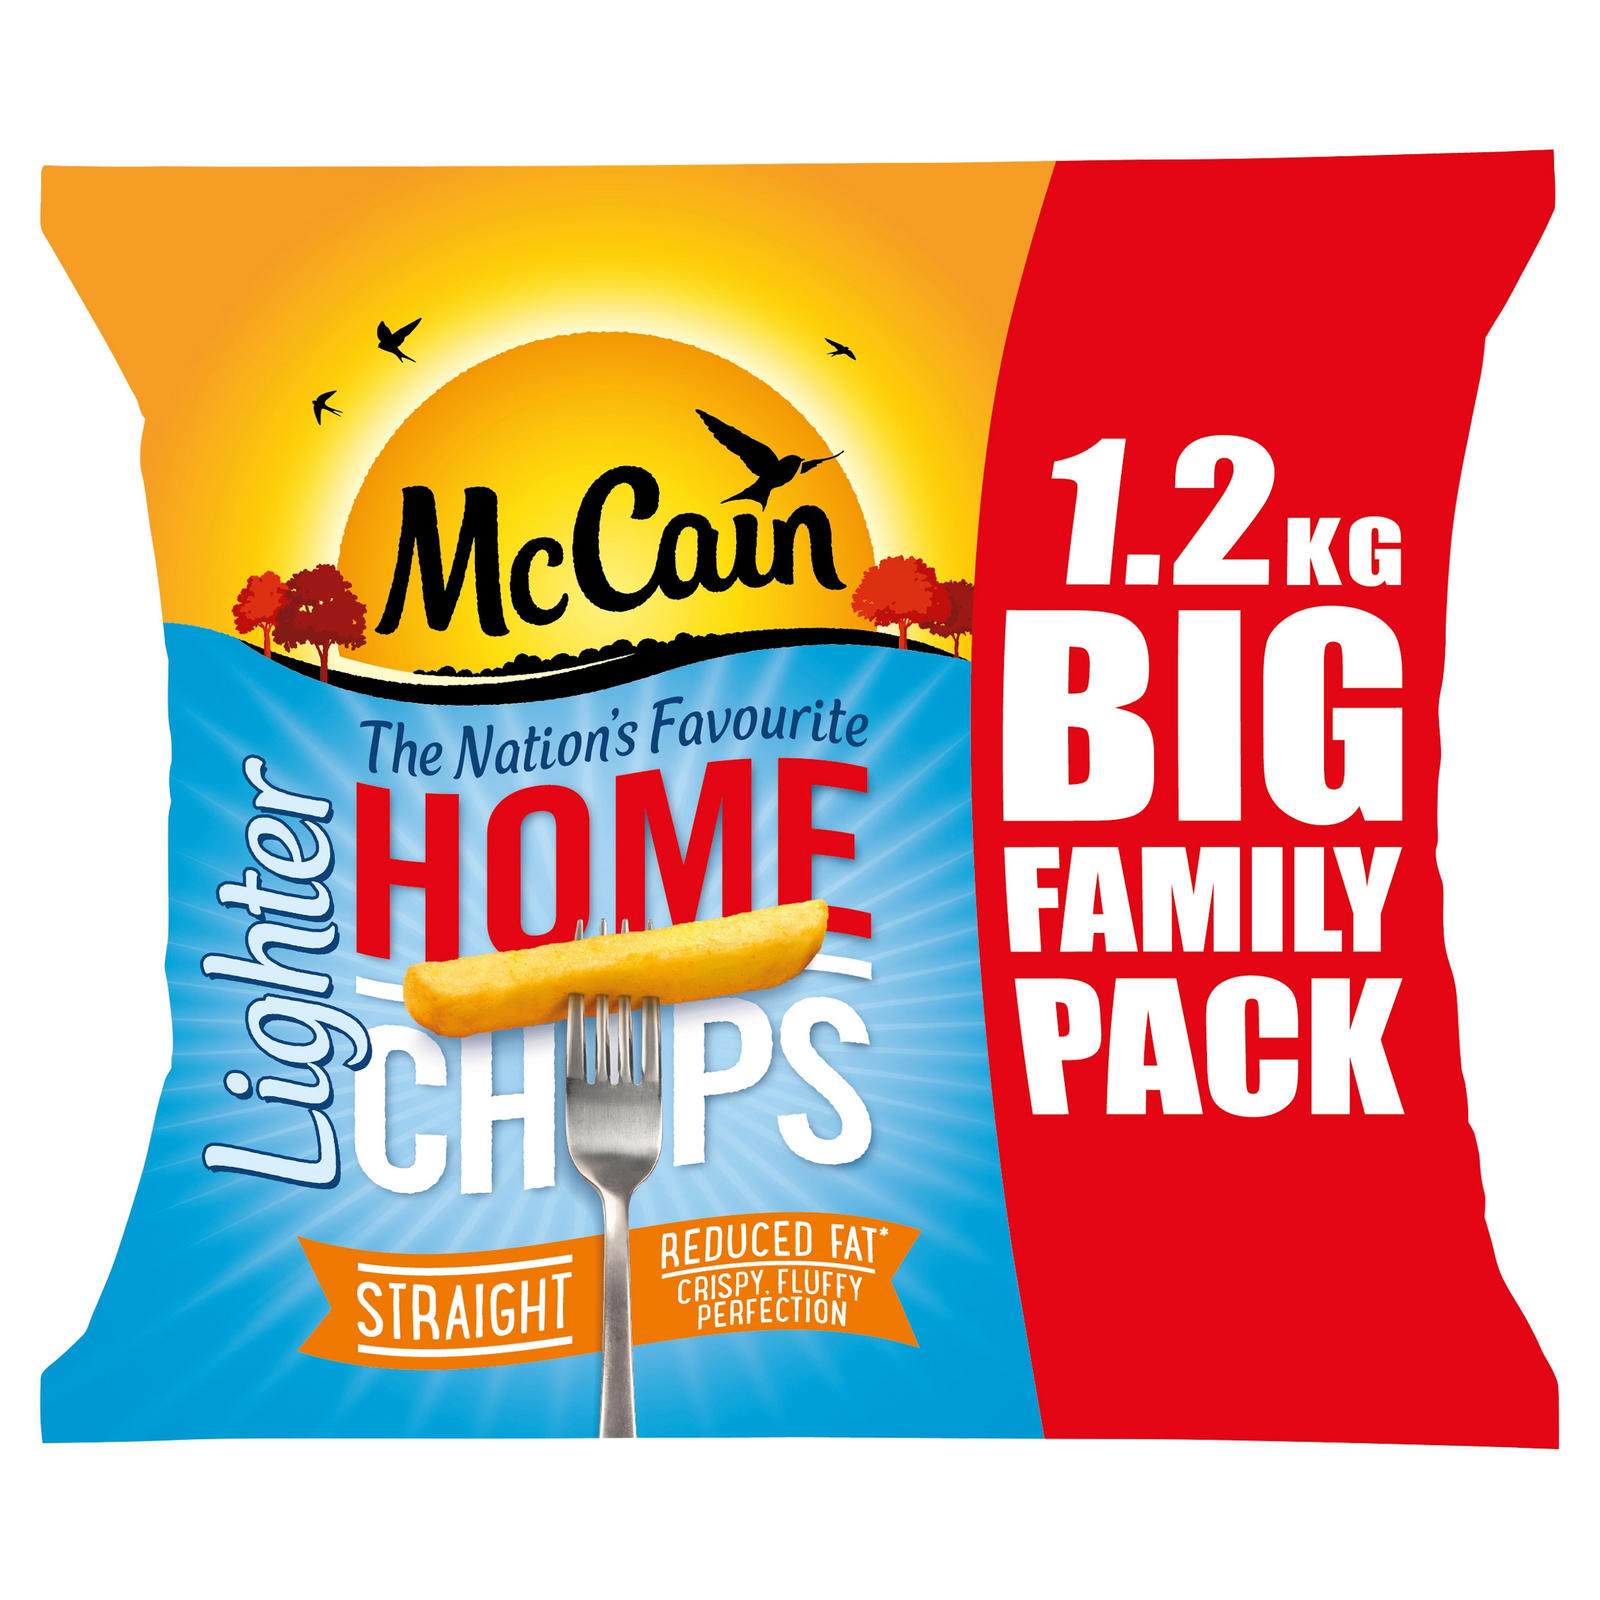 McCain
The Nation's Favourite
Lighter
HOME
CHIPS
STRAIGHT
REDUCED FAT*
CRISPY, FLUFFY
PERFECTION
1.2KG
BIG
FAMILY
PACK